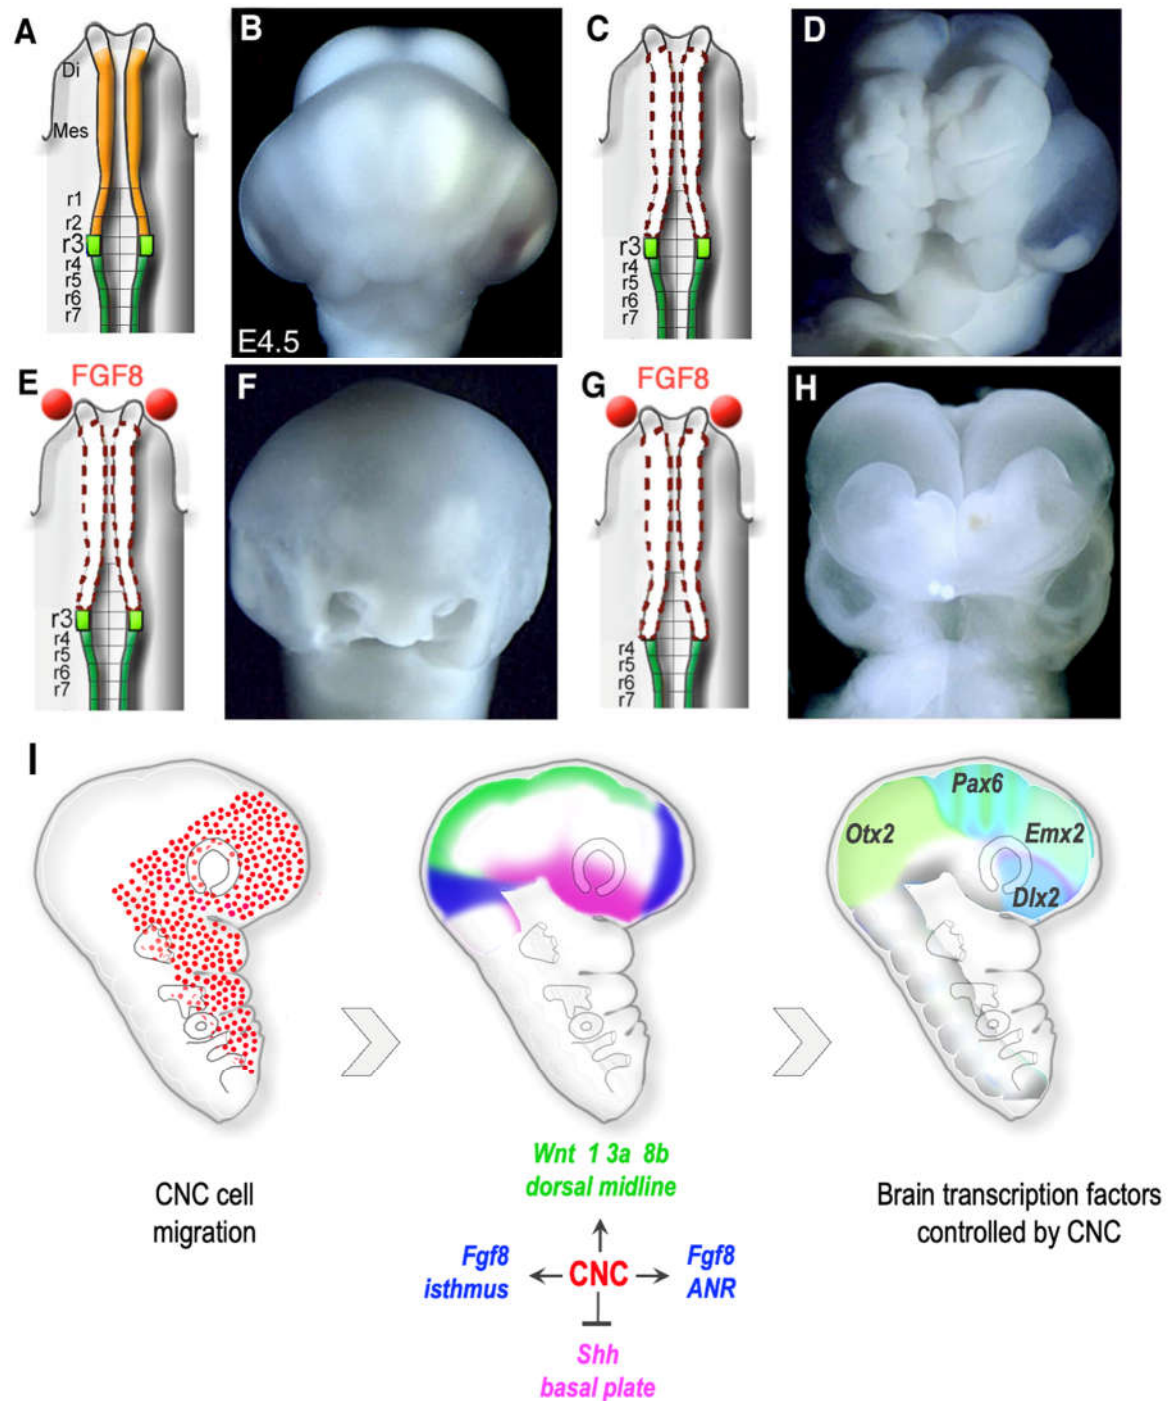 A
Di
Mes
r1
r2
r3
r4
r5
r6
r7
B
E4.5
C
r3
r4
r5
r6
r7
D
E
FGF8
r3
r4
r5
r6
r7
F
G
FGF8
r4
r5
r6
r7
H
I
Otx2
Pax6
Emx2
Dlx2
CNC cell
migration
Wnt 1 3a 8b
dorsal midline
Fgf8
isthmus
CNC
Fgf8
ANR
Shh
basal plate
Brain transcription factors
controlled by CNC